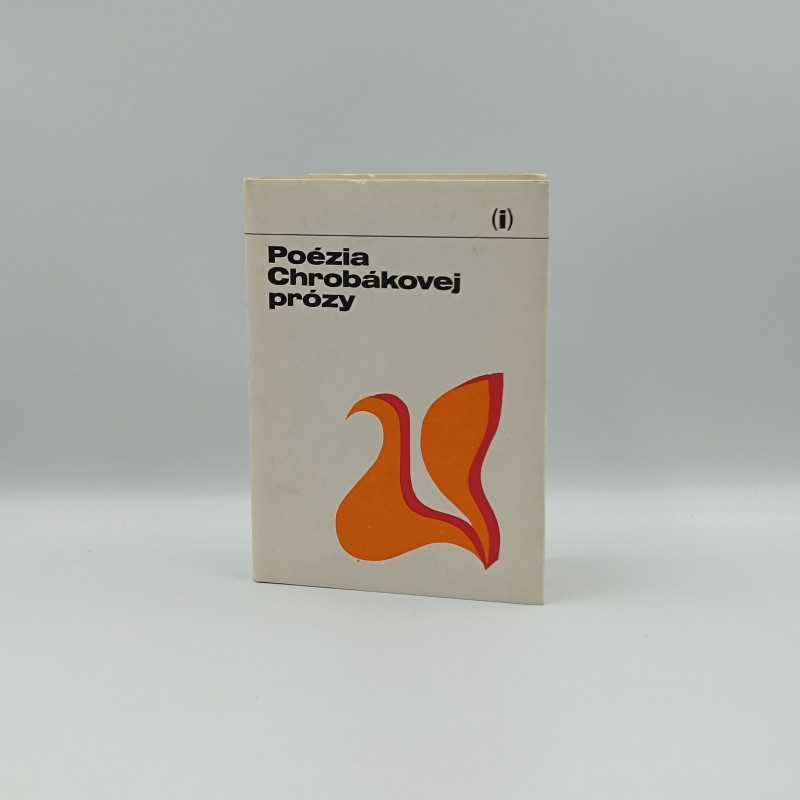 (i)
Poézia
Chrobákovej
prózy